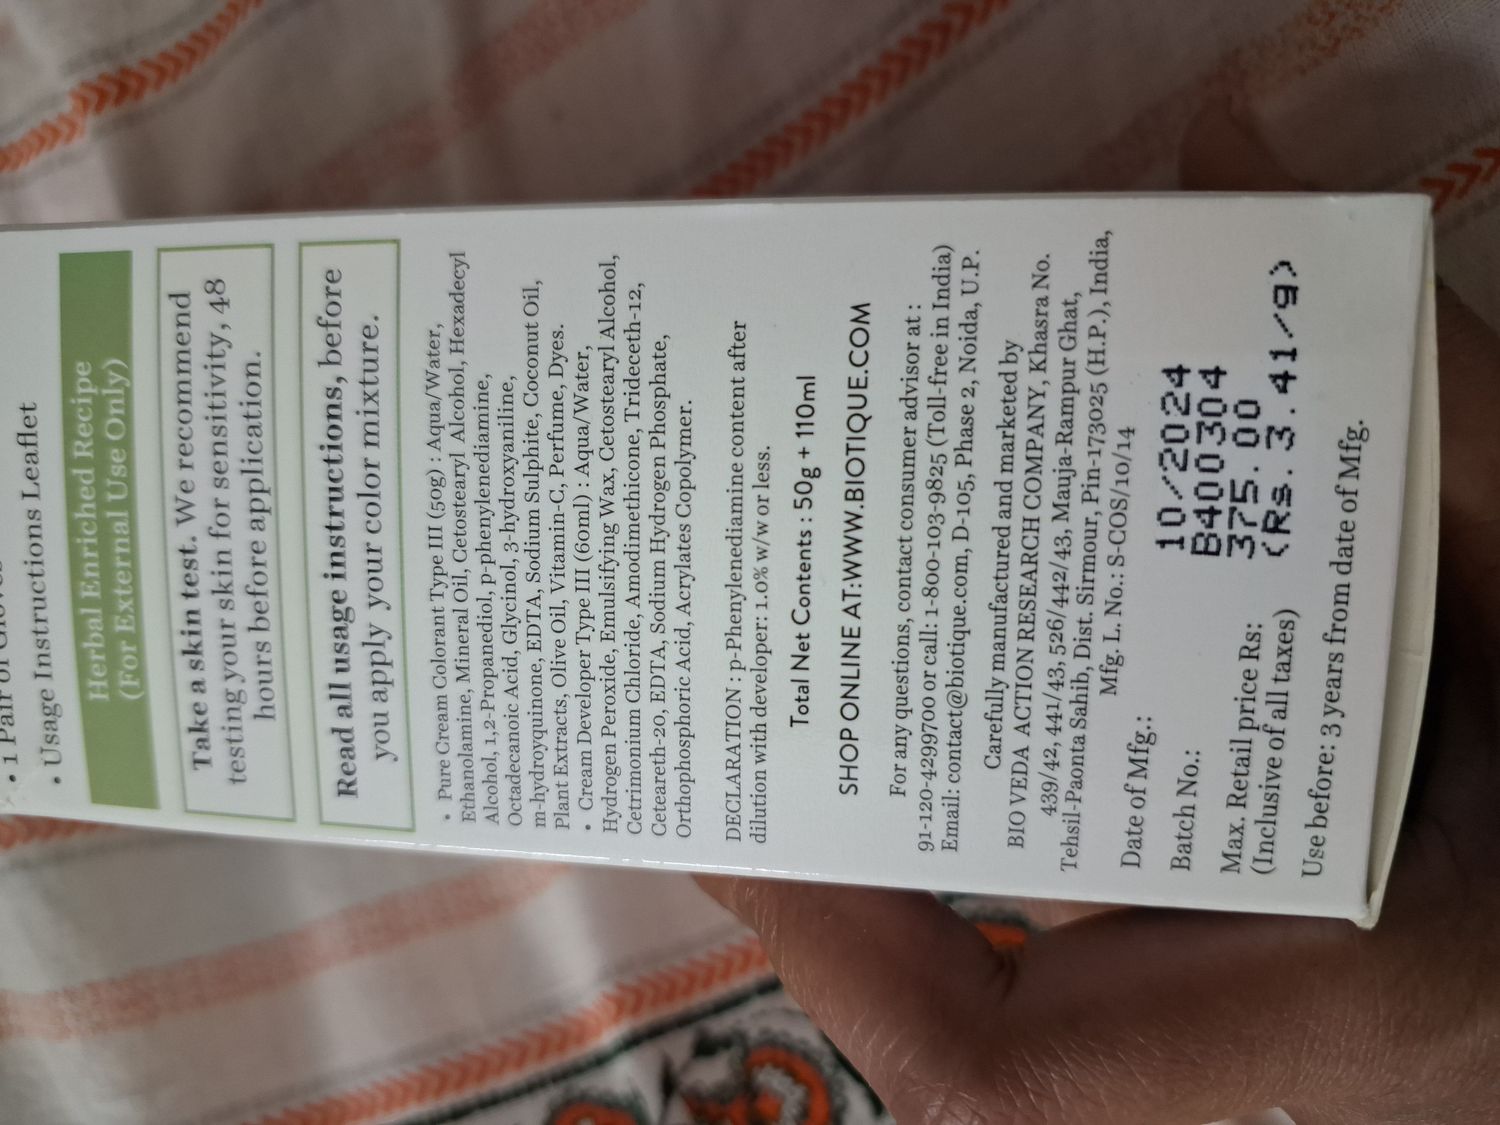 • 1 Pair of
• Usage Instructions Leaflet
Herbal Enriched Recipe
(For External Use Only)
Take a skin test. We recommend
testing your skin for sensitivity, 48
hours before application.
Read all usage instructions, before
you apply your color mixture.
• Pure Cream Colorant Type III (50g) : Aqua/Water,
Ethanolamine, Mineral Oil, Cetostearyl Alcohol, Hexadecyl
Alcohol, 1,2-Propanediol, p-phenylenediamine,
Octadecanoic Acid, Glycinol, 3-hydroxyaniline,
m-hydroyquinone, EDTA, Sodium Sulphite, Coconut Oil,
Plant Extracts, Olive Oil, Vitamin-C, Perfume, Dyes.
• Cream Developer Type III (60ml) : Aqua/Water,
Hydrogen Peroxide, Emulsifying Wax, Cetostearyl Alcohol,
Cetrimonium Chloride, Amodimethicone, Trideceth-12,
Ceteareth-20, EDTA, Sodium Hydrogen Phosphate,
Orthophosphoric Acid, Acrylates Copolymer.
DECLARATION : p-Phenylenediamine content after
dilution with developer: 1.0% w/w or less.
Total Net Contents : 50g + 110ml
SHOP ONLINE AT:WWW.BIOTIQUE.COM
For any questions, contact consumer advisor at :
91-120-4299700 or call: 1-800-103-9825 (Toll-free in India)
Email: contact@biotique.com, D-105, Phase 2, Noida, U.P.
Carefully manufactured and marketed by
BIO VEDA ACTION RESEARCH COMPANY, Khasra No.
439/42, 441/43, 526/442/43, Mauja-Rampur Ghat,
Tehsil-Paonta Sahib, Dist. Sirmour, Pin-173025 (H.P.), India,
Mfg. L. No.: S-COS/10/14
Date of Mfg.: 10/2024
Batch No.: B400304
Max. Retail price Rs: 375.00
(Inclusive of all taxes) (Rs. 3.41/g)
Use before: 3 years from date of Mfg.